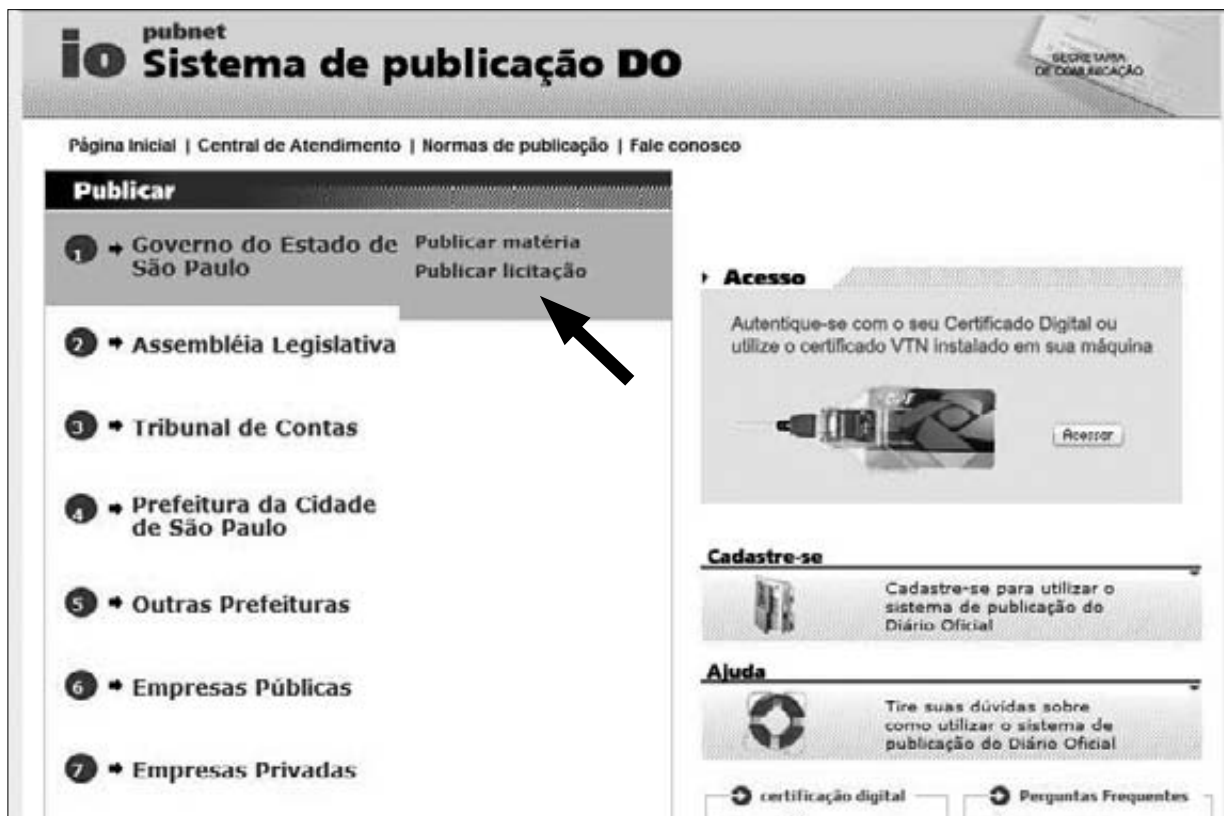 pubnet
io Sistema de publicação DO
SECRETARIA
DE COMUNICAÇÃO
Página Inicial | Central de Atendimento | Normas de publicação | Fale conosco
Publicar
1 Governo do Estado de
São Paulo
Publicar matéria
Publicar licitação
2 Assembléia Legislativa
3 Tribunal de Contas
4 Prefeitura da Cidade
de São Paulo
5 Outras Prefeituras
6 Empresas Públicas
7 Empresas Privadas
Acesso
Autentique-se com o seu Certificado Digital ou
utilize o certificado VTN instalado em sua máquina
Acessar
Cadastre-se
Cadastre-se para utilizar o
sistema de publicação do
Diário Oficial
Ajuda
Tire suas dúvidas sobre
como utilizar o sistema de
publicação do Diário Oficial
certificação digital
Perguntas Frequentes